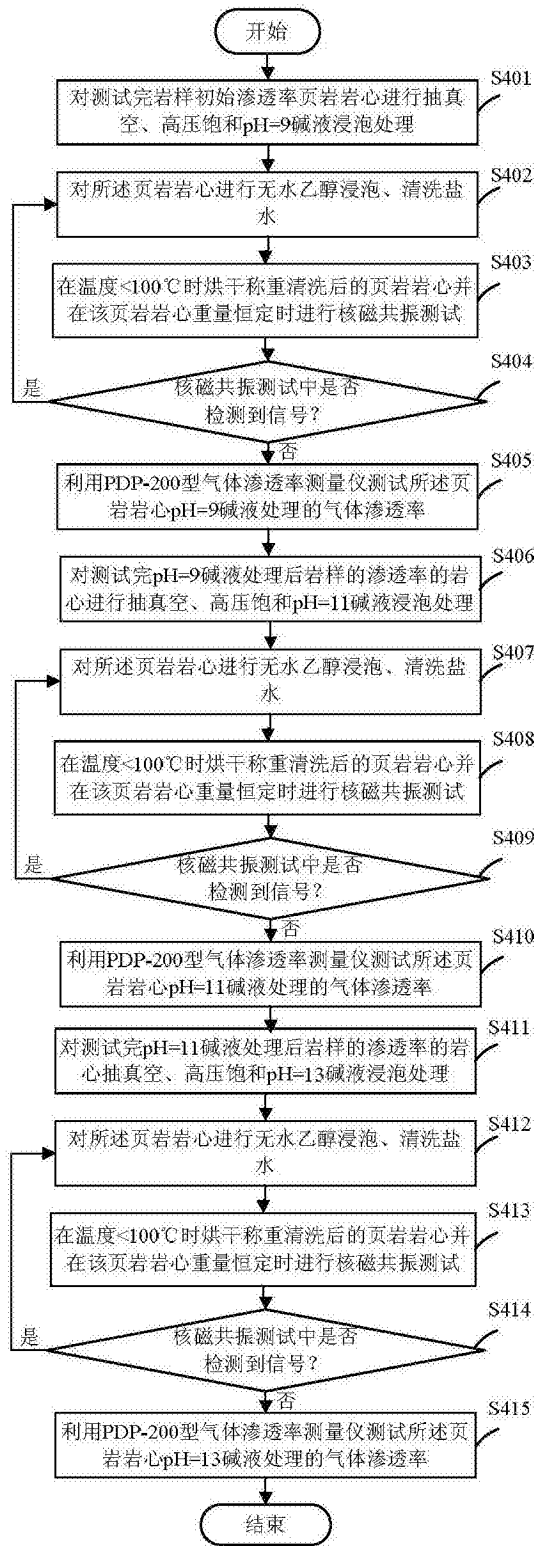 开始
S401
对测试完岩样初始渗透率页岩岩心进行抽真
空、高压饱和pH=9碱液浸泡处理
S402
对所述页岩岩心进行无水乙醇浸泡、清洗盐
水
S403
在温度<100℃时烘干称重清洗后的页岩岩心并
在该页岩岩心重量恒定时进行核磁共振测试
S404
核磁共振测试中是否
检测到信号?
是
否
S405
利用PDP-200型气体渗透率测量仪测试所述页
岩岩心pH=9碱液处理的气体渗透率
S406
对测试完pH=9碱液处理后岩样的渗透率的岩
心进行抽真空、高压饱和pH=11碱液浸泡处理
S407
对所述页岩岩心进行无水乙醇浸泡、清洗盐
水
S408
在温度<100℃时烘干称重清洗后的页岩岩心并
在该页岩岩心重量恒定时进行核磁共振测试
S409
核磁共振测试中是否
检测到信号?
是
否
S410
利用PDP-200型气体渗透率测量仪测试所述页
岩岩心pH=11碱液处理的气体渗透率
S411
对测试完pH=11碱液处理后岩样的渗透率的岩
心抽真空、高压饱和pH=13碱液浸泡处理
S412
对所述页岩岩心进行无水乙醇浸泡、清洗盐
水
S413
在温度<100℃时烘干称重清洗后的页岩岩心并
在该页岩岩心重量恒定时进行核磁共振测试
S414
核磁共振测试中是否
检测到信号?
是
否
S415
利用PDP-200型气体渗透率测量仪测试所述页
岩岩心pH=13碱液处理的气体渗透率
结束